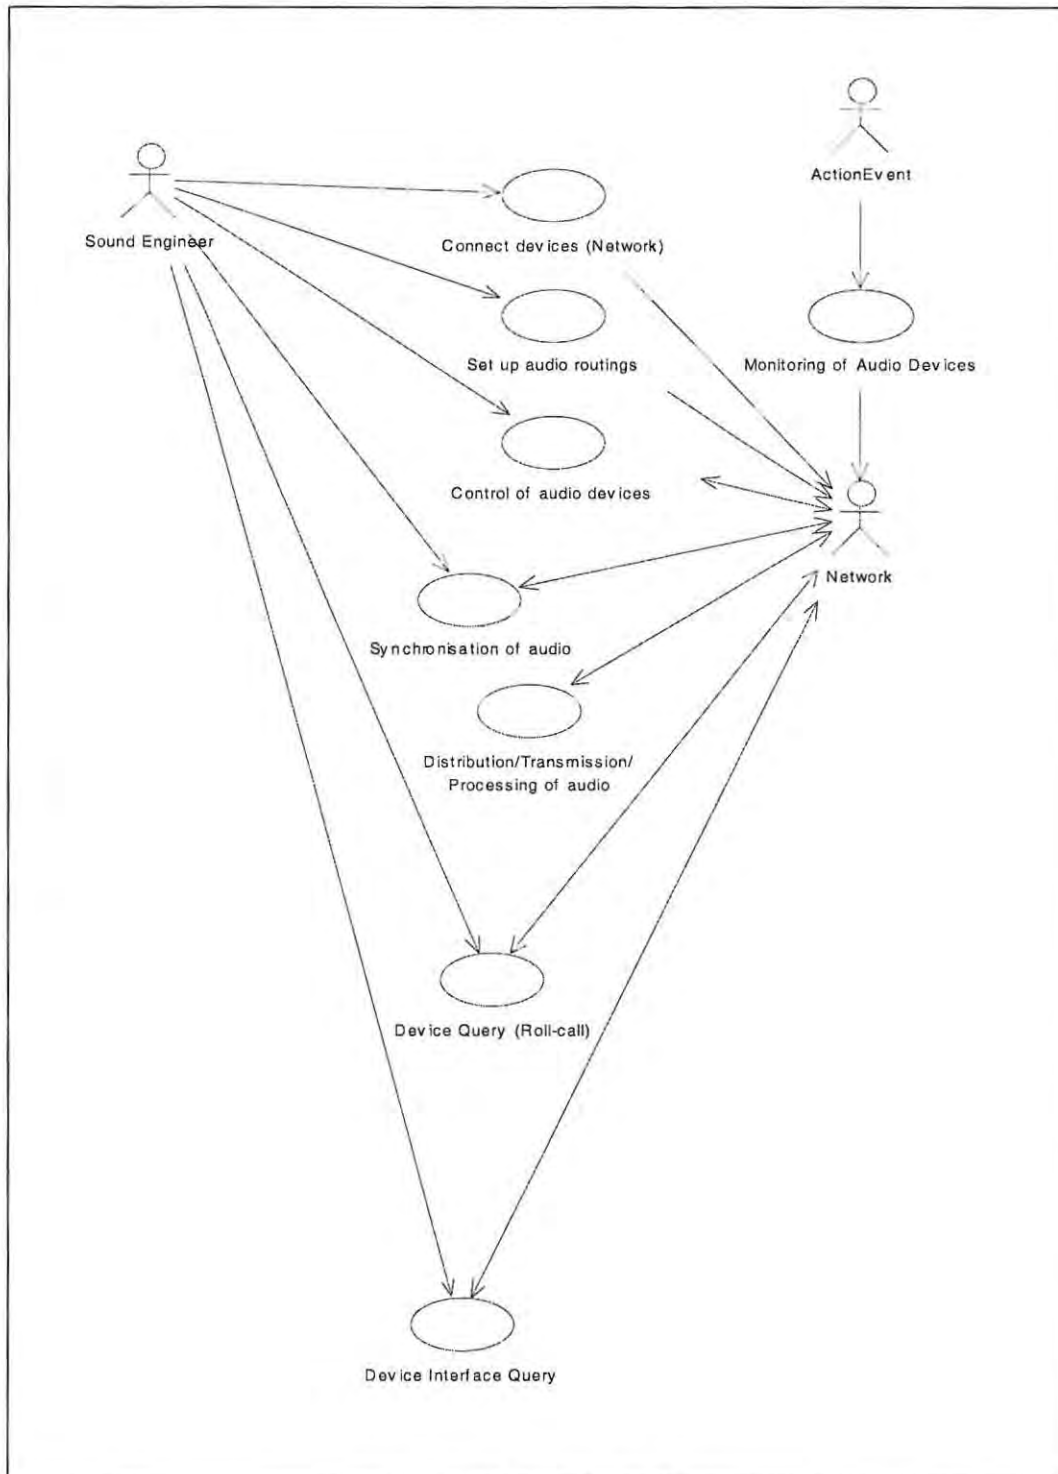 ActionEvent
Sound Engineer
Connect devices (Network)
Set up audio routings
Monitoring of Audio Devices
Control of audio devices
Network
Synchronisation of audio
Distribution/Transmission/
Processing of audio
Device Query (Roll-call)
Device Interface Query